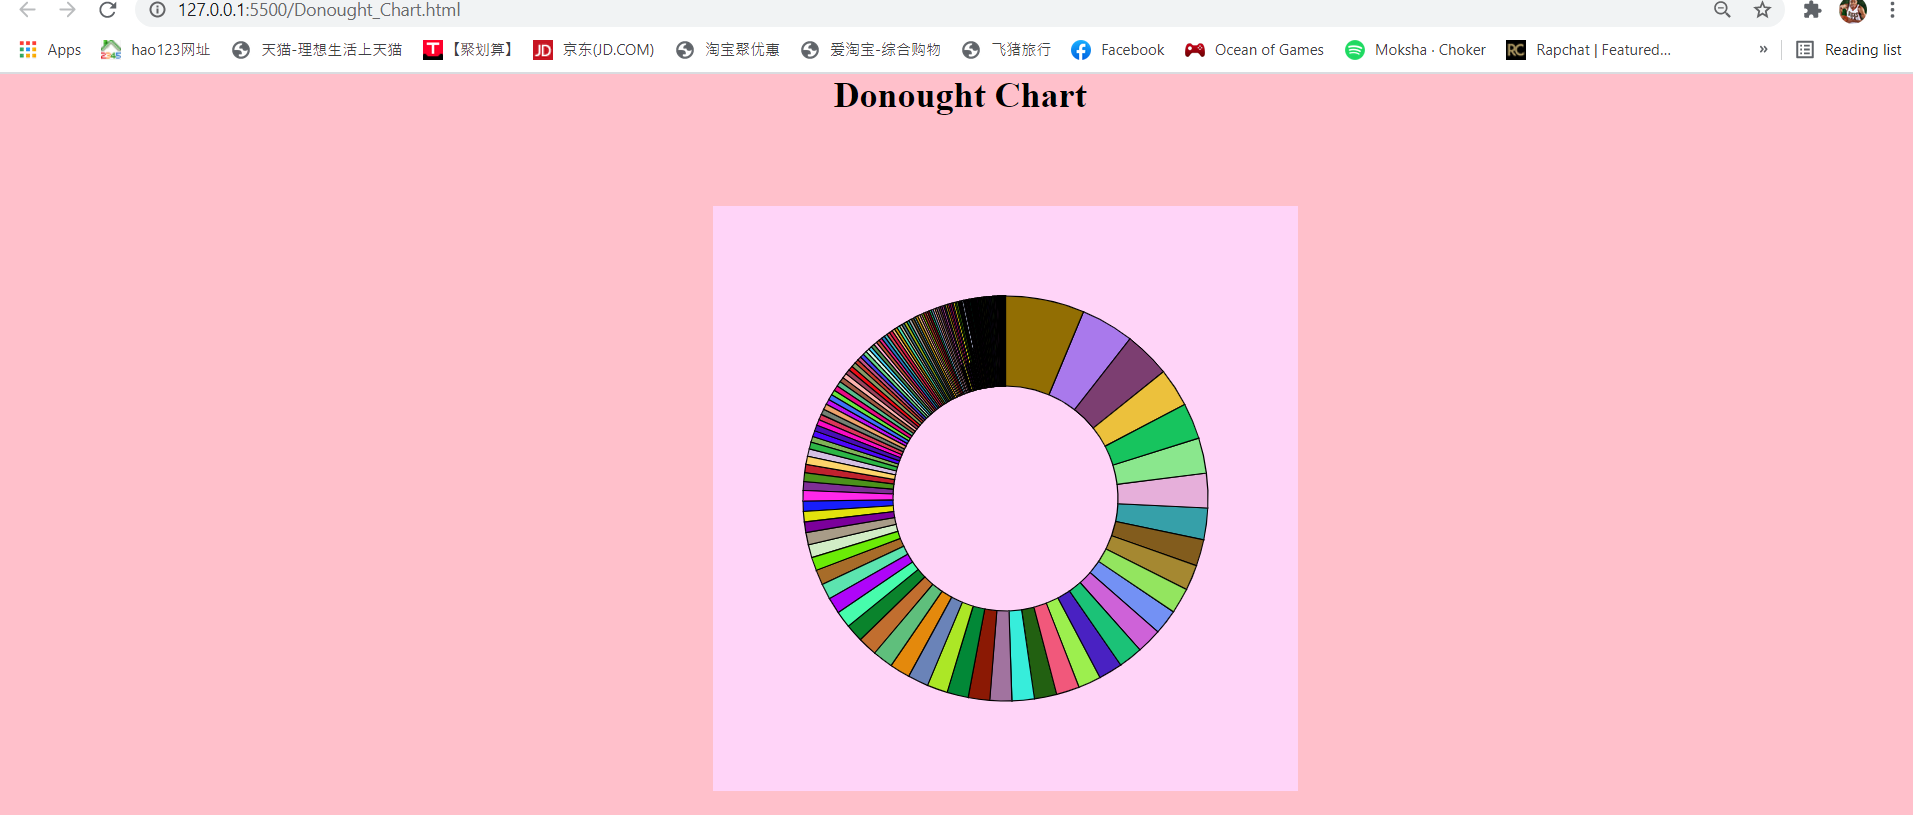 127.0.0.1:5500/Donought_Chart.html
Apps hao123网址 天猫-理想生活上天猫 【聚划算】 京东(JD.COM) 淘宝聚优惠 爱淘宝-综合购物 飞猪旅行 Facebook Ocean of Games Moksha · Choker Rapchat | Featured... » Reading list
Donought Chart